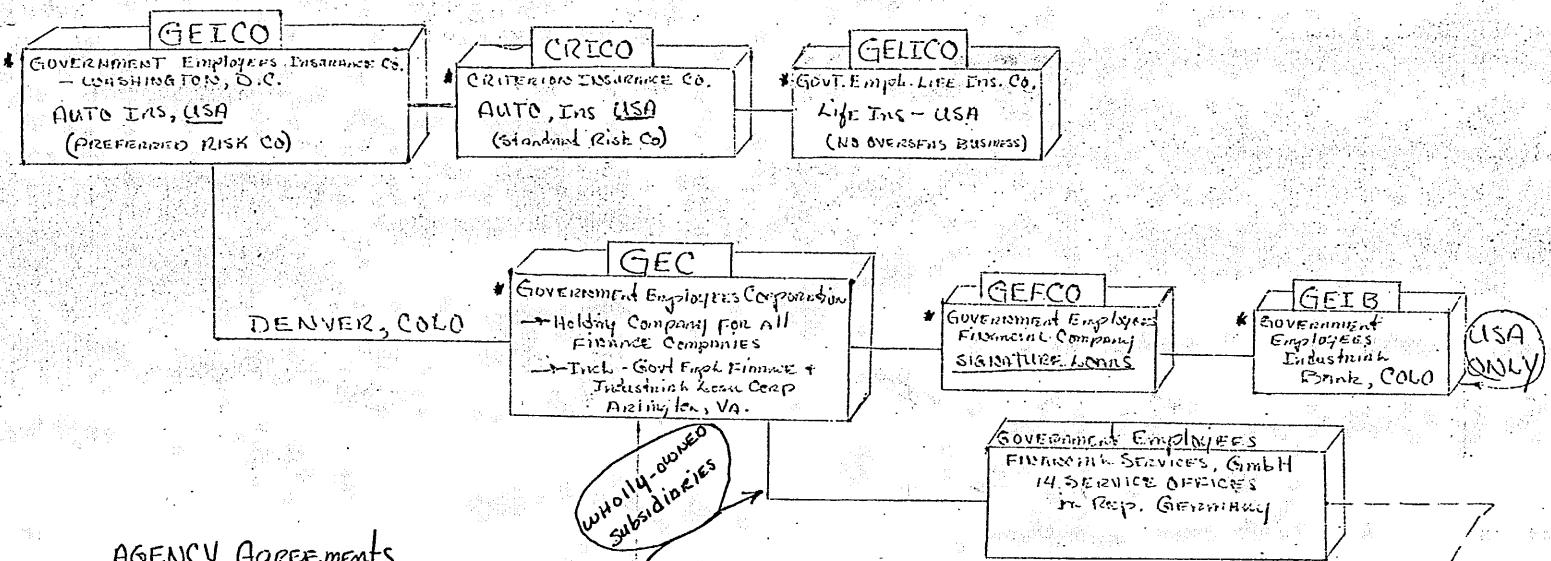 GEICO
* GOVERNMENT Employees Insurance Co.
- WASHINGTON, D.C.
AUTO INS, USA
(PREFERRED RISK CO)
CRICO
* CRITERION INSURANCE CO.
AUTO, INS USA
(Standard Risk Co)
GELICO
* GOVT. Empl. LIFE INS. CO.
Life Ins - USA
(NO OVERSEAS BUSINESS)
DENVER, COLO
GEC
* GOVERNMENT Employees Corporation
→ Holding Company FOR All
FINANCE COMPANIES
→ Incl - Govt Empl Finance &
Industrial Loan Corp
Arlington, VA.
GEFCO
* GOVERNMENT Employees
Financial Company
SIGNATURE LOANS
GEIB
* GOVERNMENT
Employees
Industrial
Bank, COLO
USA
ONLY
WHOLLY-OWNED
Subsidiaries
GOVERNMENT EmployEES
FINANCIAL SERVICES, GmbH
14 SERVICE OFFICES
in Rep. GERMANY
AGENCY AGREEMENTS